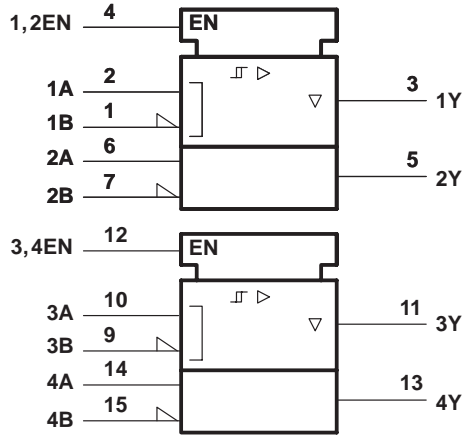 1,2EN 4 EN
1A 2
3 1Y
1B 1
2A 6
5 2Y
2B 7
3,4EN 12 EN
3A 10
11 3Y
3B 9
4A 14
13 4Y
4B 15